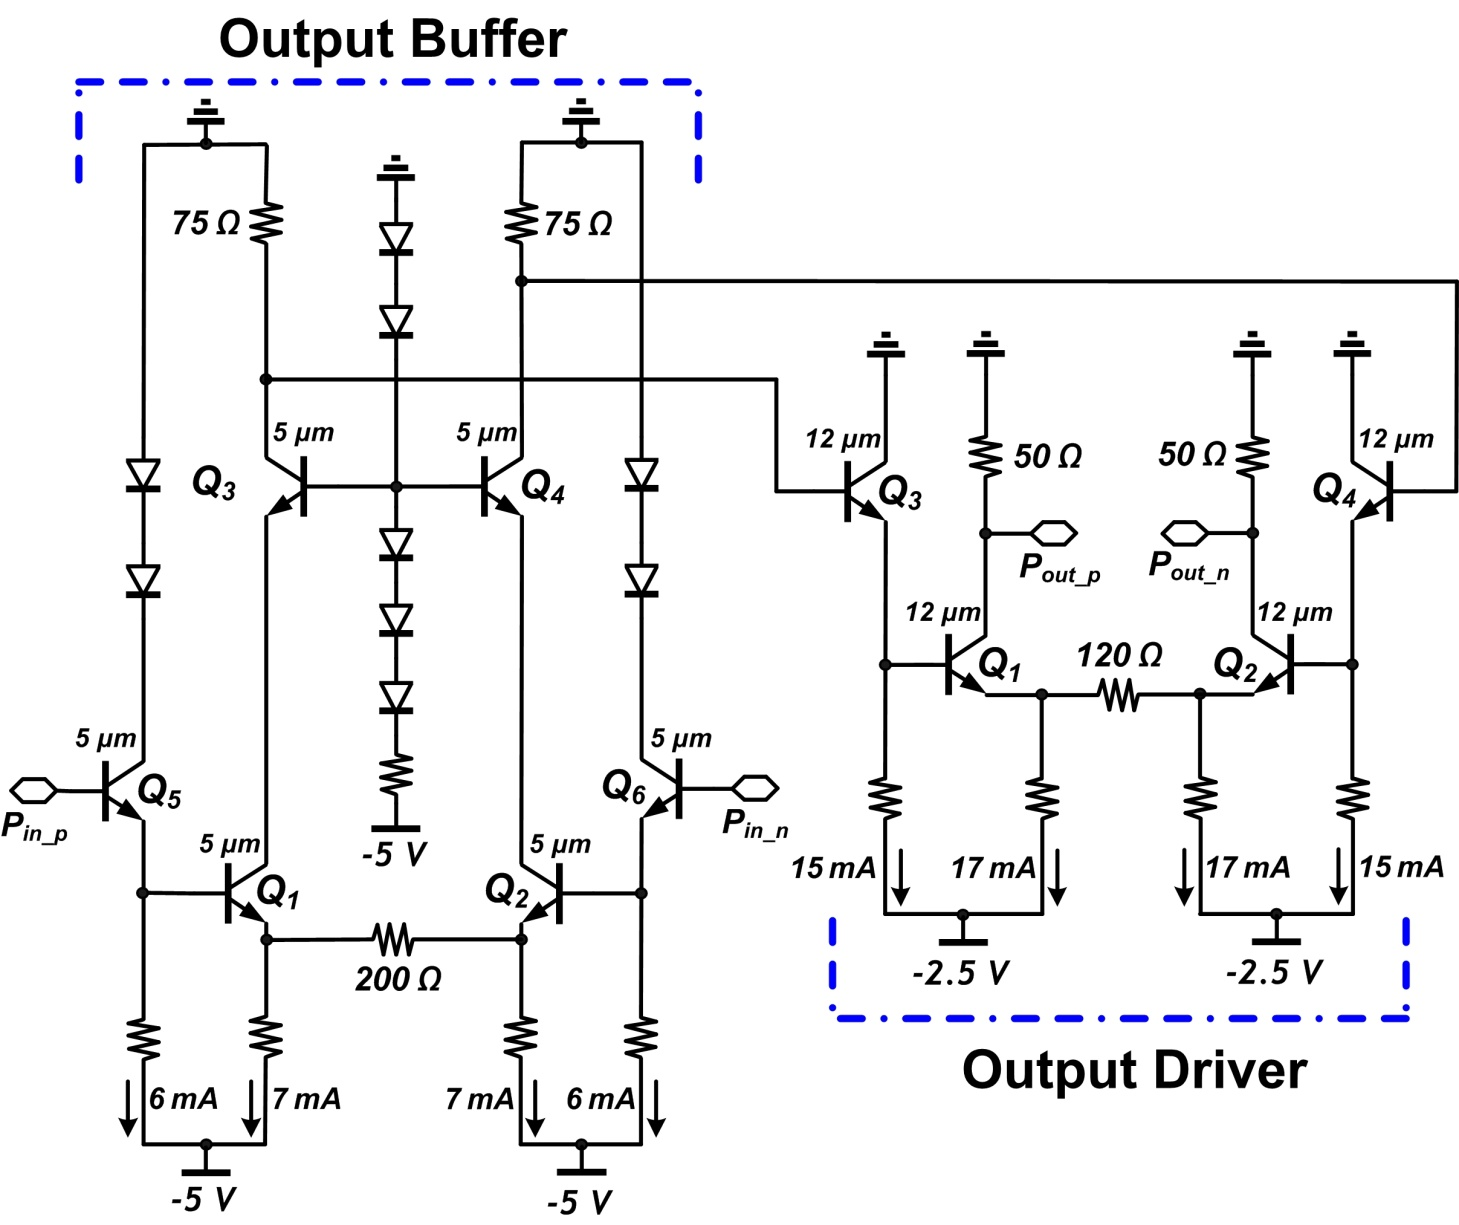 Output Buffer
75 Ω
75 Ω
5 µm
5 µm
Q3
Q4
12 µm
12 µm
50 Ω
50 Ω
Q3
Q4
Pout_p
Pout_n
12 µm
12 µm
Q1
120 Ω
Q2
5 µm
5 µm
Q5
Q6
Pin_p
Pin_n
5 µm
5 µm
-5 V
Q1
Q2
15 mA
17 mA
17 mA
15 mA
200 Ω
-2.5 V
-2.5 V
Output Driver
6 mA
7 mA
7 mA
6 mA
-5 V
-5 V